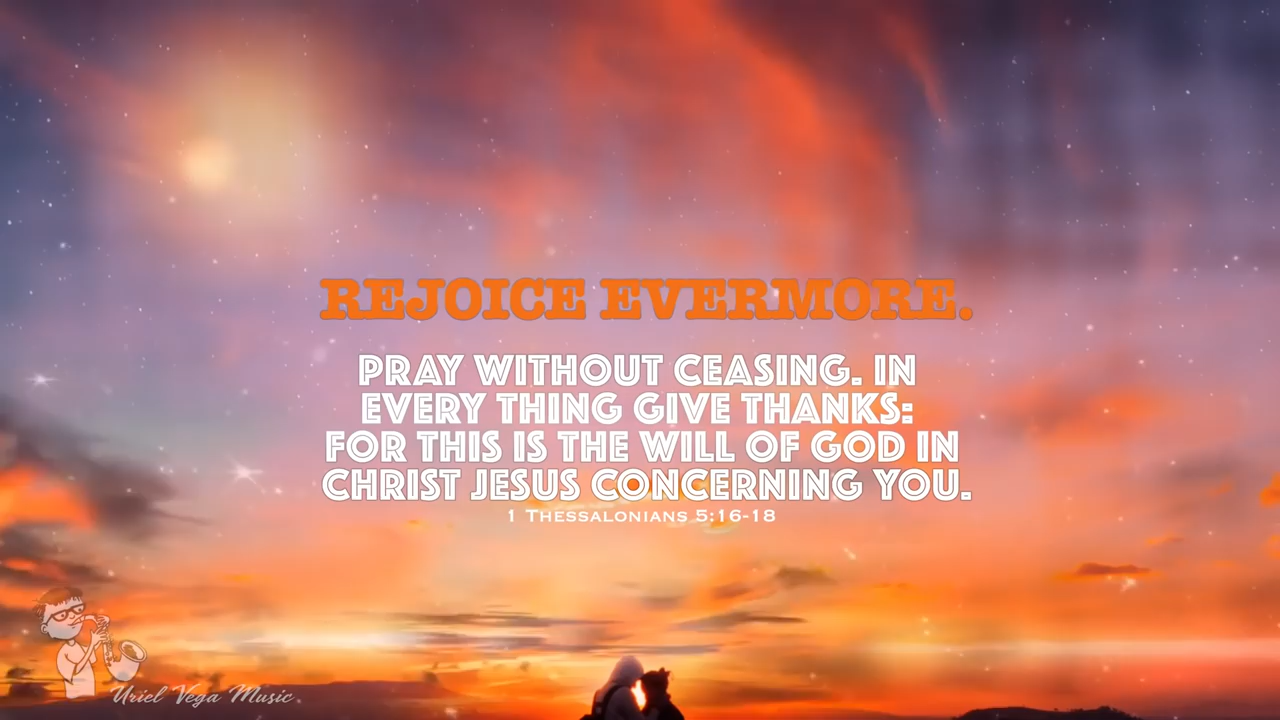 REJOICE EVERMORE.
PRAY WITHOUT CEASING. IN
EVERY THING GIVE THANKS:
FOR THIS IS THE WILL OF GOD IN
CHRIST JESUS CONCERNING YOU.
1 THESSALONIANS 5:16-18
Uriel Vega Music